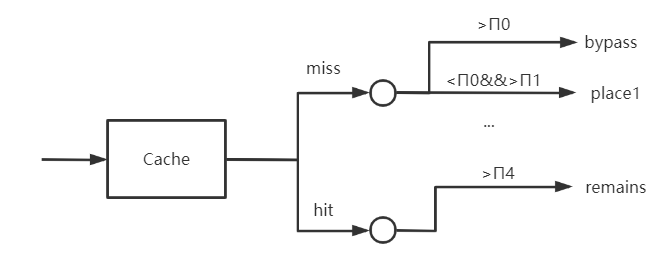 >Π0
bypass
miss
<Π0&&>Π1
place1
...
Cache
>Π4
remains
hit